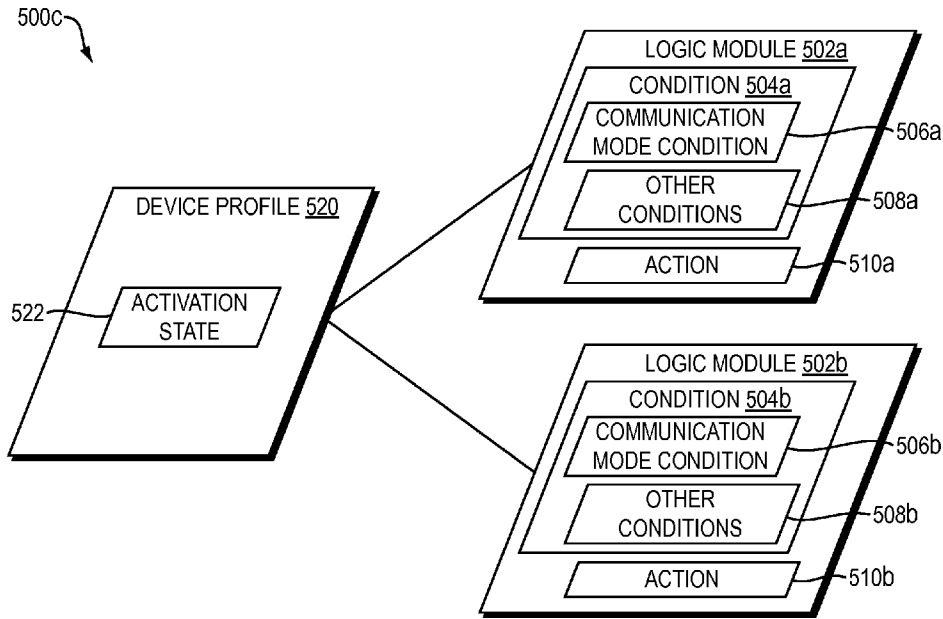 500c
LOGIC MODULE 502a
CONDITION 504a
COMMUNICATION
MODE CONDITION
506a
OTHER
CONDITIONS
508a
ACTION
510a
DEVICE PROFILE 520
ACTIVATION
STATE
522
LOGIC MODULE 502b
CONDITION 504b
COMMUNICATION
MODE CONDITION
506b
OTHER
CONDITIONS
508b
ACTION
510b